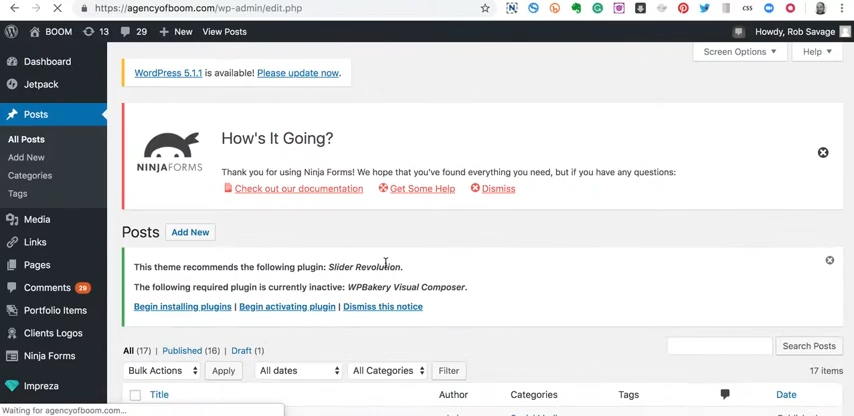 https://agencyofboom.com/wp-admin/edit.php
CSS
BOOM 13 29 + New View Posts Howdy, Rob Savage
Screen Options Help
Dashboard
WordPress 5.1.1 is available! Please update now.
Jetpack
Posts
All Posts
Add New
Categories
Tags
Media
Links
Pages
Comments 29
Portfolio Items
Clients Logos
Ninja Forms
Impreza
NINJAFORMS
How's It Going?
Thank you for using Ninja Forms! We hope that you've found everything you need, but if you have any questions:
Check out our documentation Get Some Help Dismiss
Posts Add New
This theme recommends the following plugin: Slider Revolution.
The following required plugin is currently inactive: WPBakery Visual Composer.
Begin installing plugins | Begin activating plugin | Dismiss this notice
All (17) | Published (16) | Draft (1)
Search Posts
Bulk Actions Apply All dates All Categories Filter 17 items
Title Author Categories Tags Date
Waiting for agencyofboom.com...